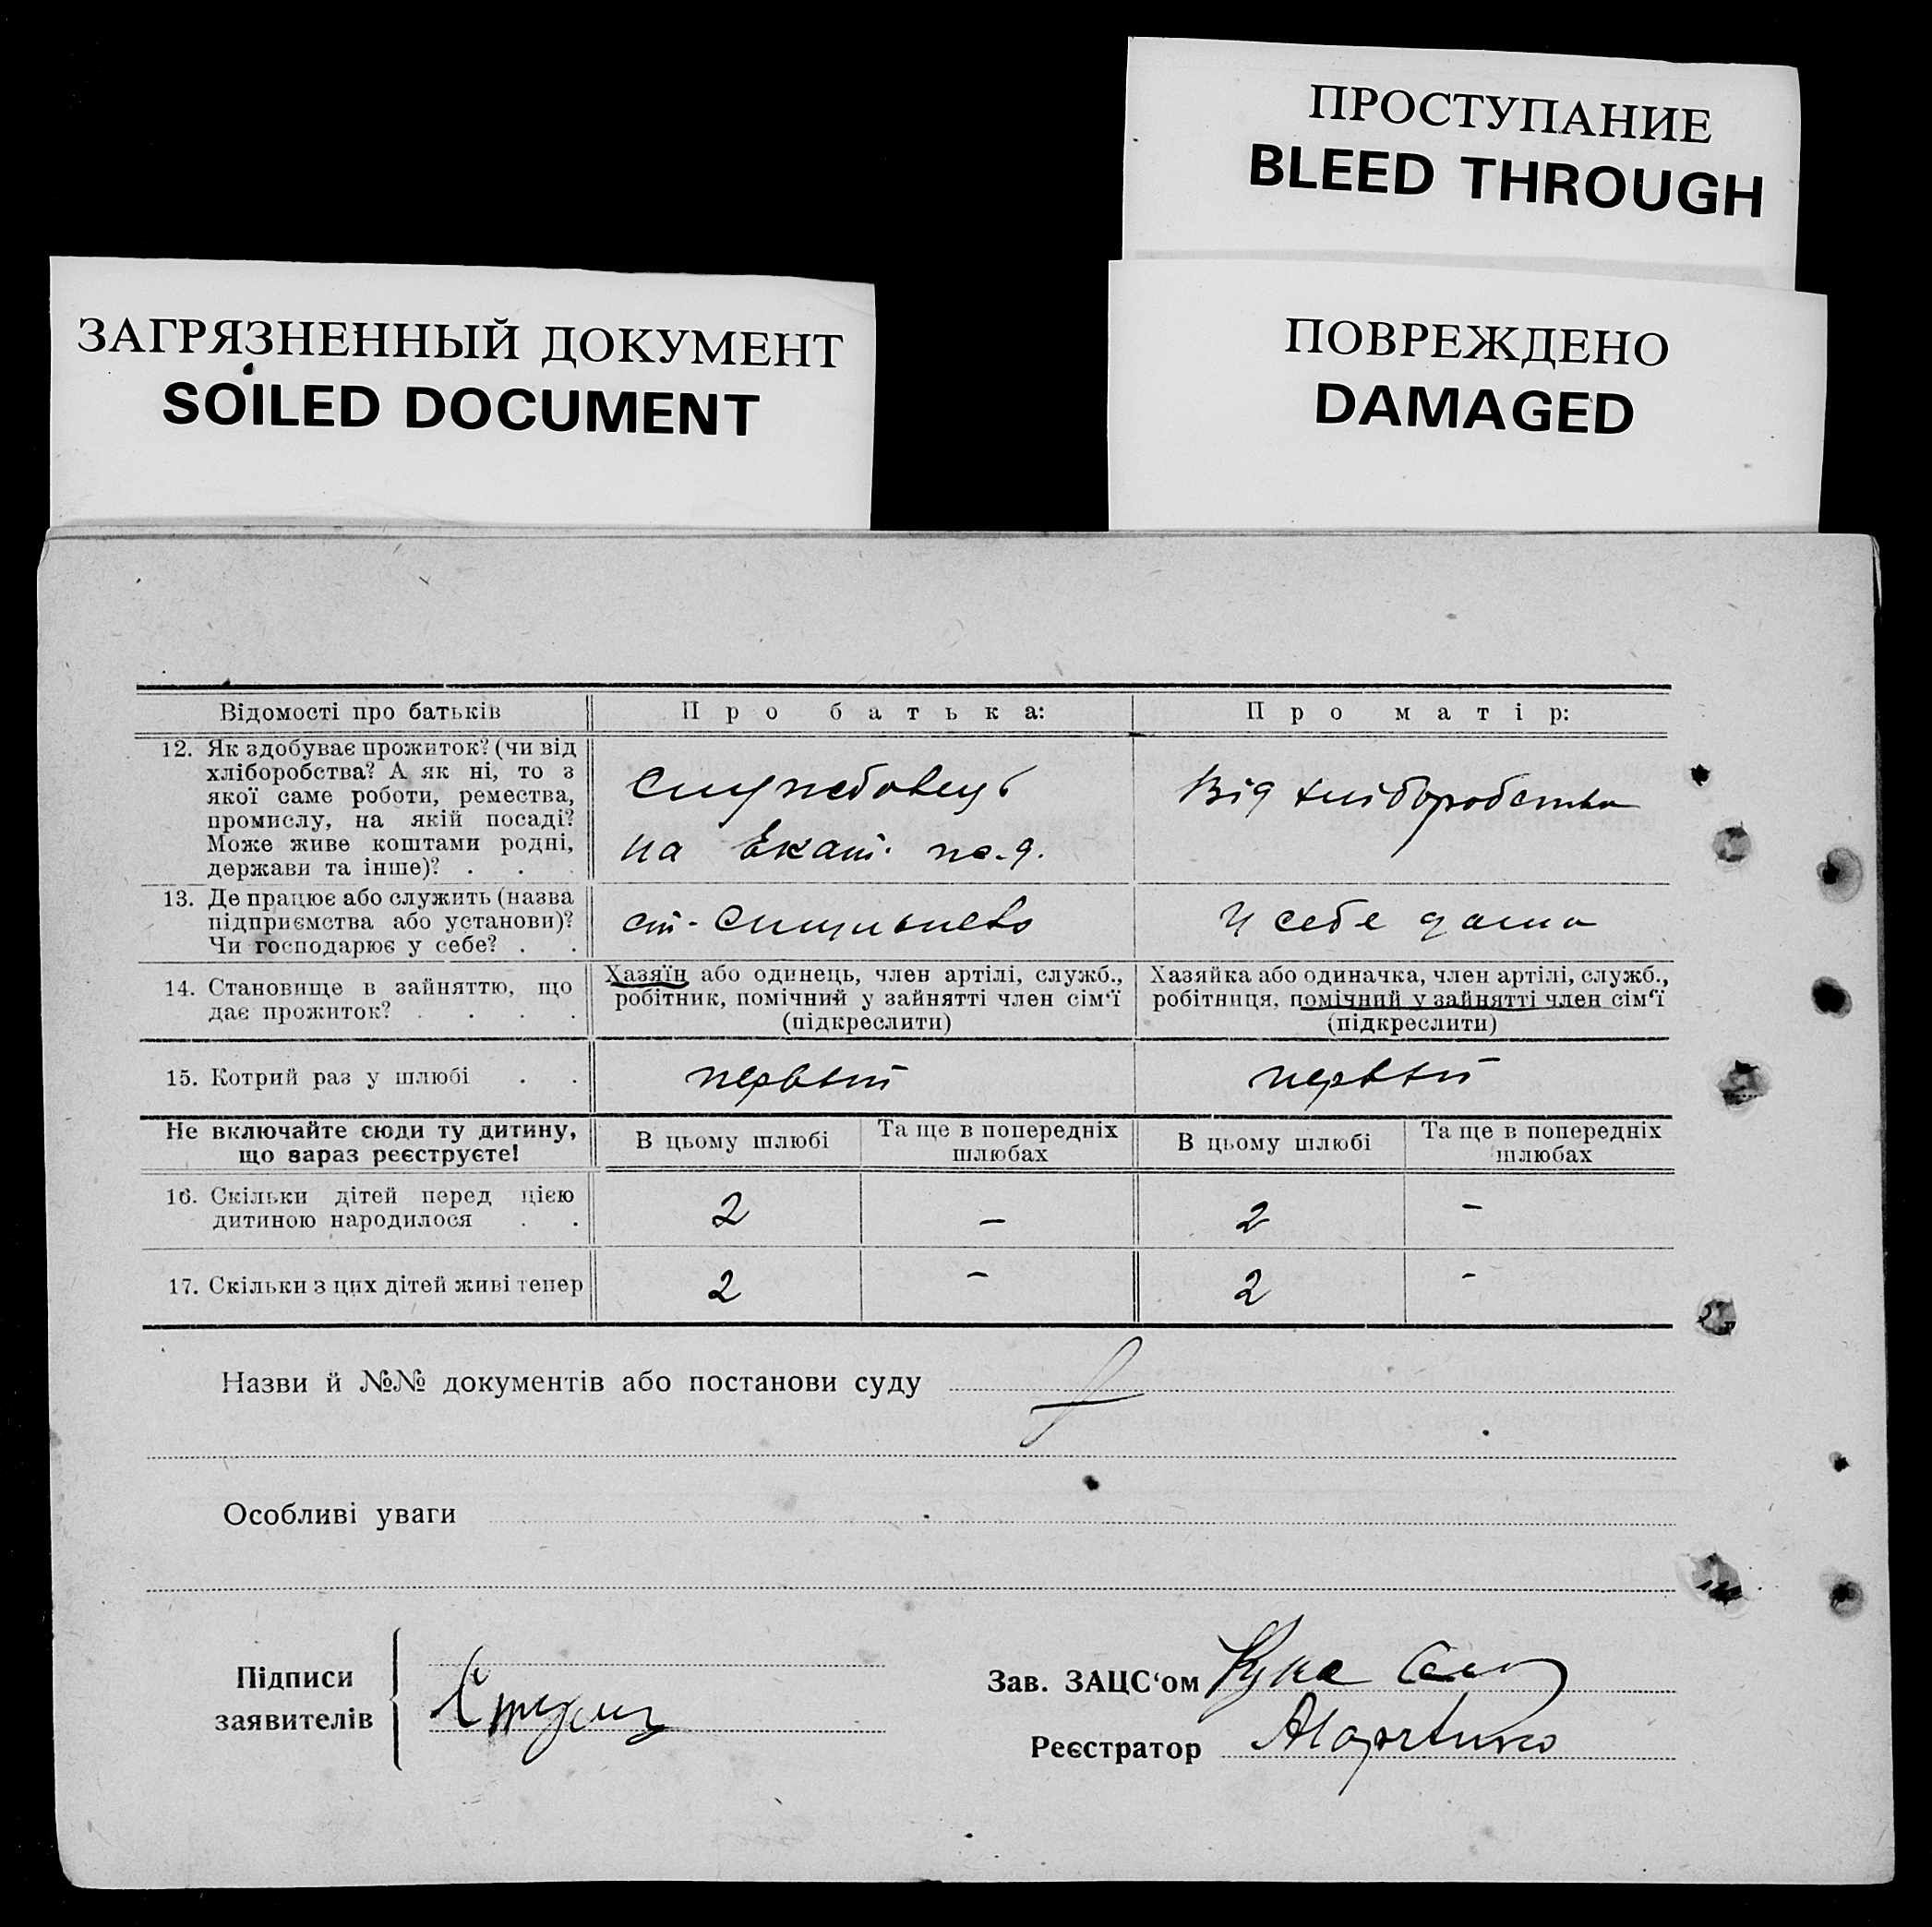 ПРОСТУПАНИЕ
BLEED THROUGH
ЗАГРЯЗНЕННЫЙ ДОКУМЕНТ
SOILED DOCUMENT
ПОВРЕЖДЕНО
DAMAGED
Відомості про батьків
Про батька:
Про матір:
12. Як здобуває прожиток? (чи від
хліборобства? А як ні, то з
якої саме роботи, ремества,
промислу, на якій посаді?
Може живе коштами родні,
держави та інше)? . . .
Службовець
на Екат. ж.д.
Від хліборобства
13. Де працює або служить (назва
підприємства або установи)?
Чи господарює у себе? . .
ст.
У себе дома
14. Становище в зайняттю, що
дає прожиток? . . . .
Хазяїн або одинець, член артілі, служб.,
робітник, помічний у зайнятті член сім‘ї
(підкреслити)
Хазяйка або одиначка, член артілі, служб.,
робітниця, помічний у зайнятті член сім‘ї
(підкреслити)
15. Котрий раз у шлюбі . .
первый
первый
Не включайте сюди ту дитину,
що зараз реєструєте!
В цьому шлюбі
Та ще в попередніх
шлюбах
В цьому шлюбі
Та ще в попередніх
шлюбах
16. Скільки дітей перед цією
дитиною народилося . .
2
–
2
–
17. Скільки з цих дітей живі тепер
2
–
2
–
Назви й №№ документів або постанови суду
Особливі уваги
Підписи
заявителів
Зав. ЗАЦС‘ом
Реєстратор